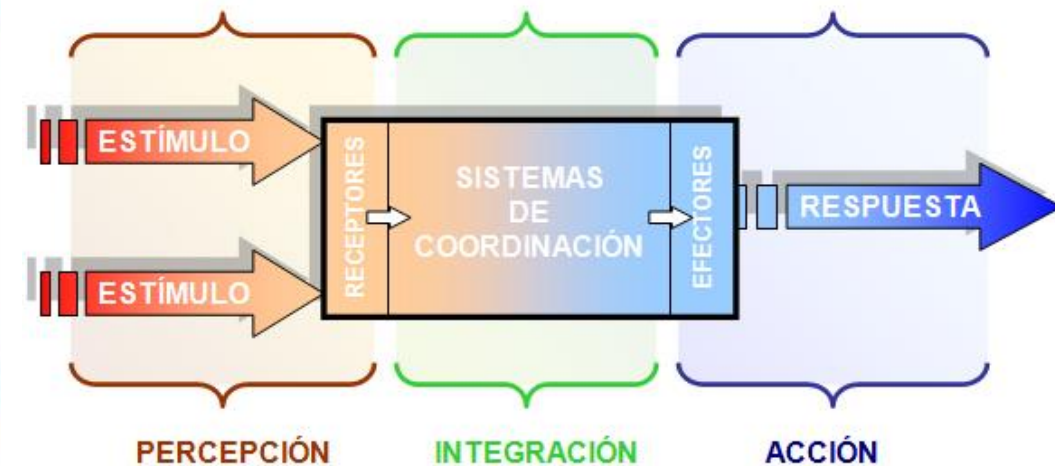 ESTÍMULO
ESTÍMULO
RECEPTORES
SISTEMAS
DE
COORDINACIÓN
EFECTORES
RESPUESTA
PERCEPCIÓN
INTEGRACIÓN
ACCIÓN